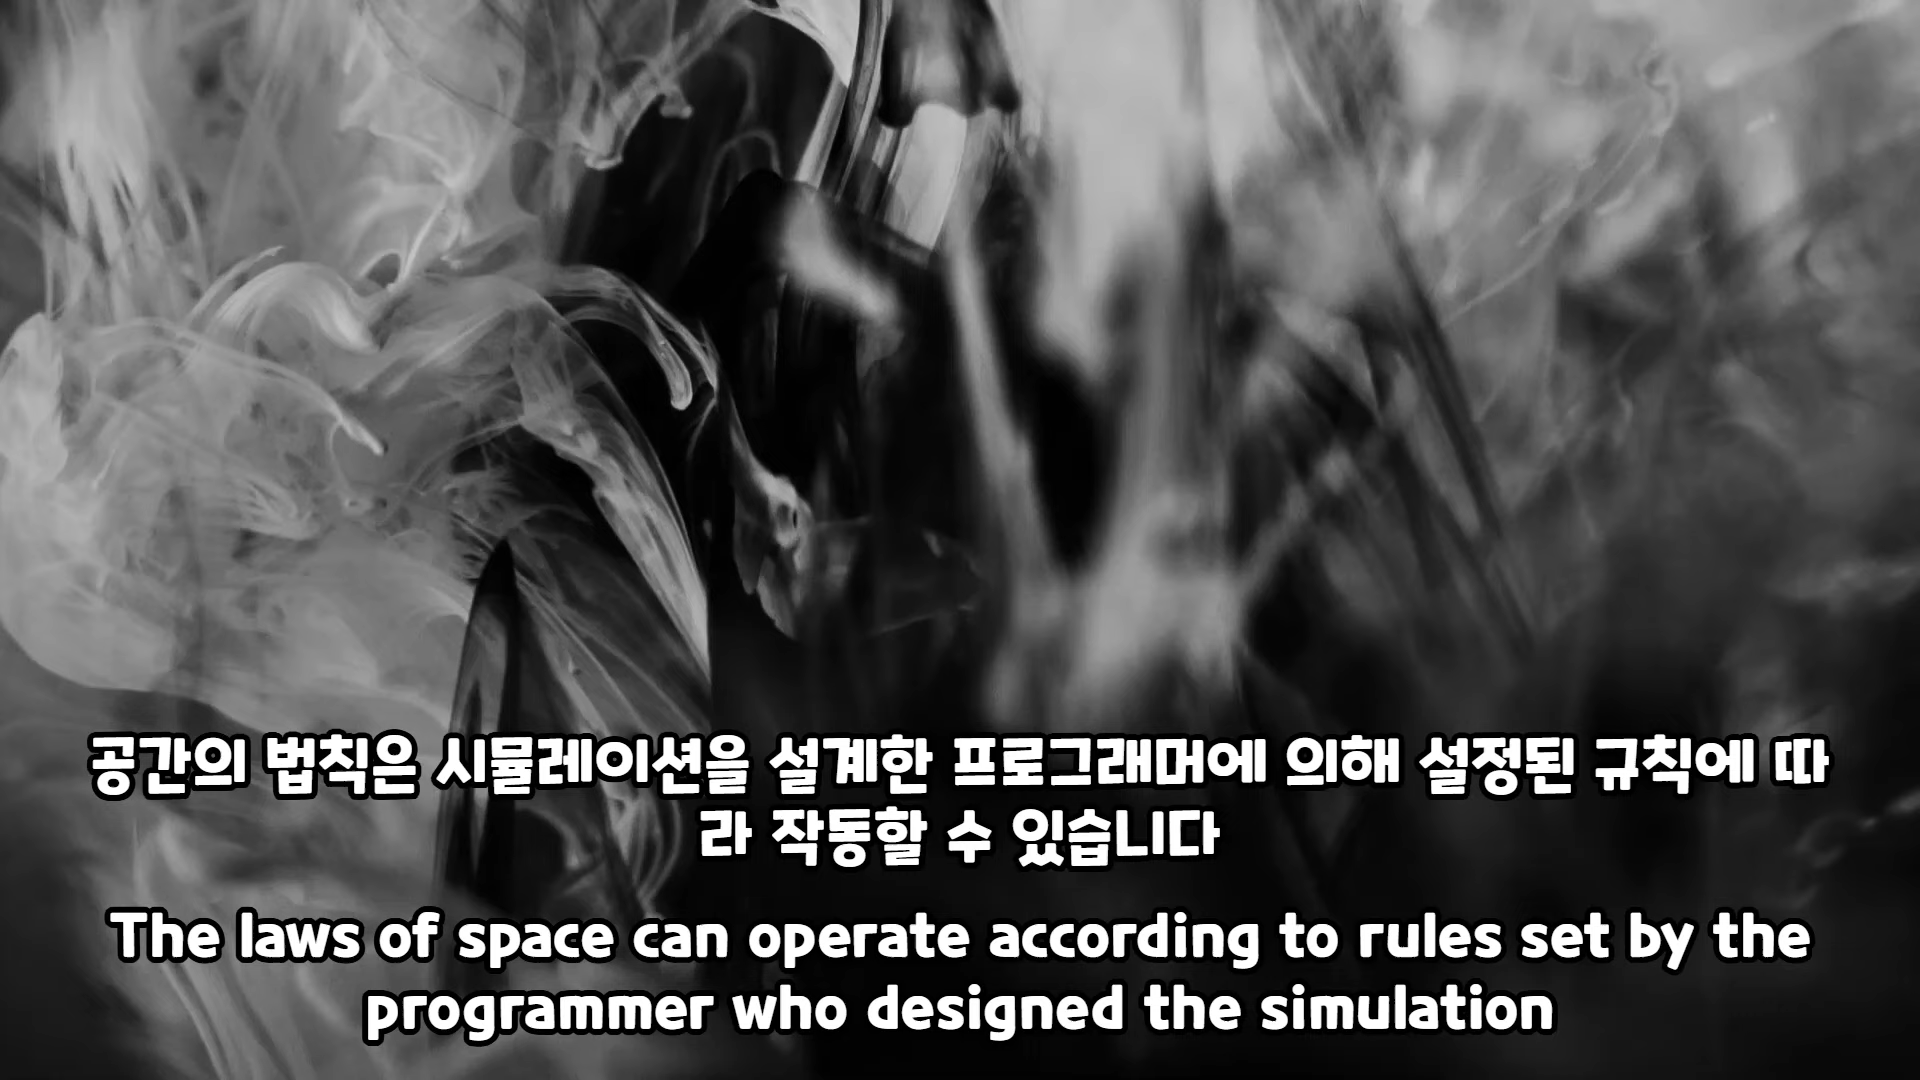 공간의 법칙은 시뮬레이션을 설계한 프로그래머에 의해 설정된 규칙에 따
라 작동할 수 있습니다
The laws of space can operate according to rules set by the
programmer who designed the simulation